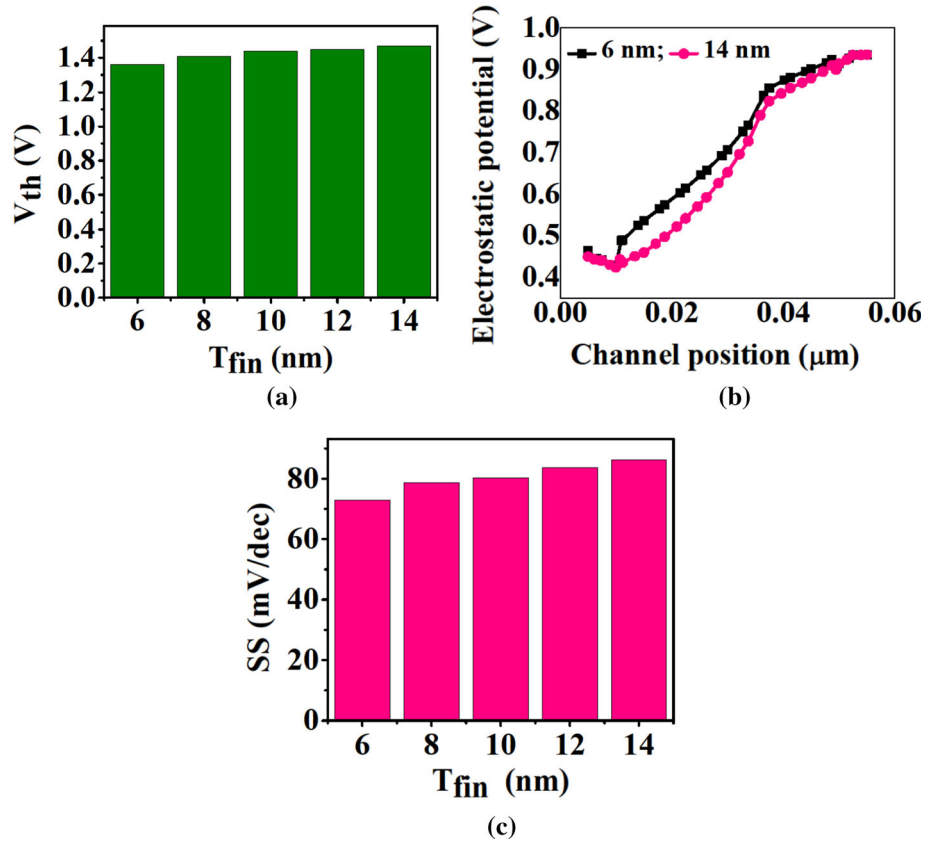 1.4
1.2
1.0
0.8
0.6
0.4
0.2
0.0
Vth (V)
6 8 10 12 14
Tfin (nm)
(a)
1.0
0.9
0.8
0.7
0.6
0.5
0.4
Electrostatic potential (V)
6 nm; 14 nm
0.00 0.02 0.04 0.06
Channel position (μm)
(b)
80
60
40
20
0
SS (mV/dec)
6 8 10 12 14
Tfin (nm)
(c)